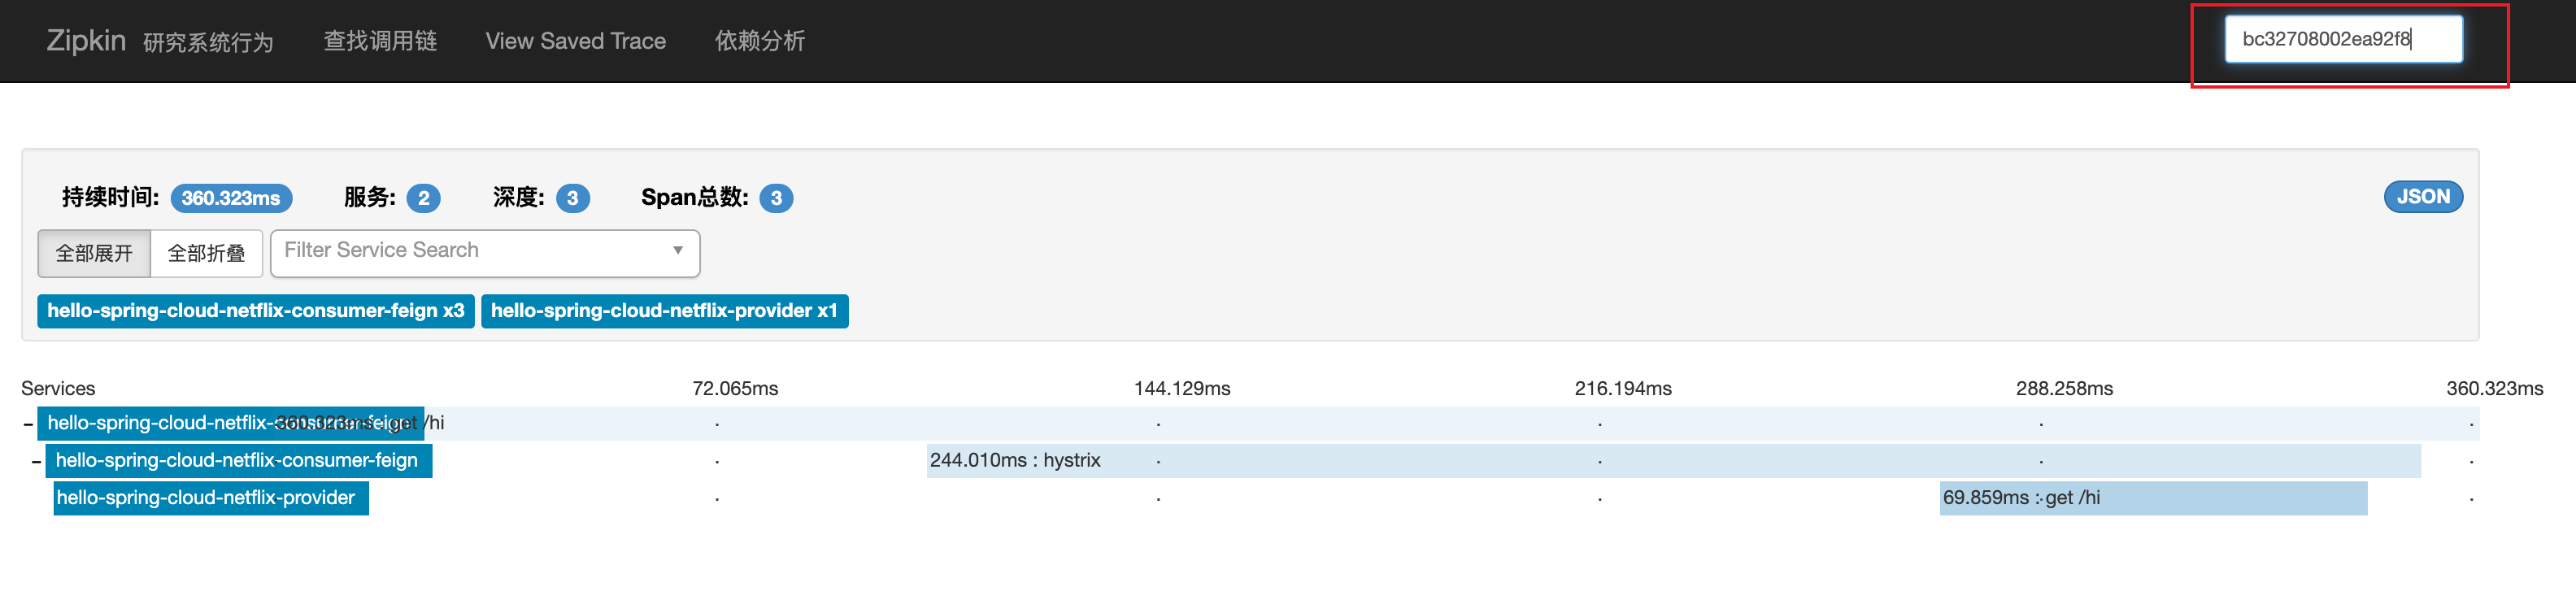 Zipkin 研究系统行为 查找调用链 View Saved Trace 依赖分析 bc32708002ea92f8
持续时间: 360.323ms 服务: 2 深度: 3 Span总数: 3 JSON
全部展开 全部折叠 Filter Service Search
hello-spring-cloud-netflix-consumer-feign x3 hello-spring-cloud-netflix-provider x1
Services 72.065ms 144.129ms 216.194ms 288.258ms 360.323ms
hello-spring-cloud-netflix-consumer-feign 360.323ms : get /hi
hello-spring-cloud-netflix-consumer-feign 244.010ms : hystrix
hello-spring-cloud-netflix-provider 69.859ms : get /hi